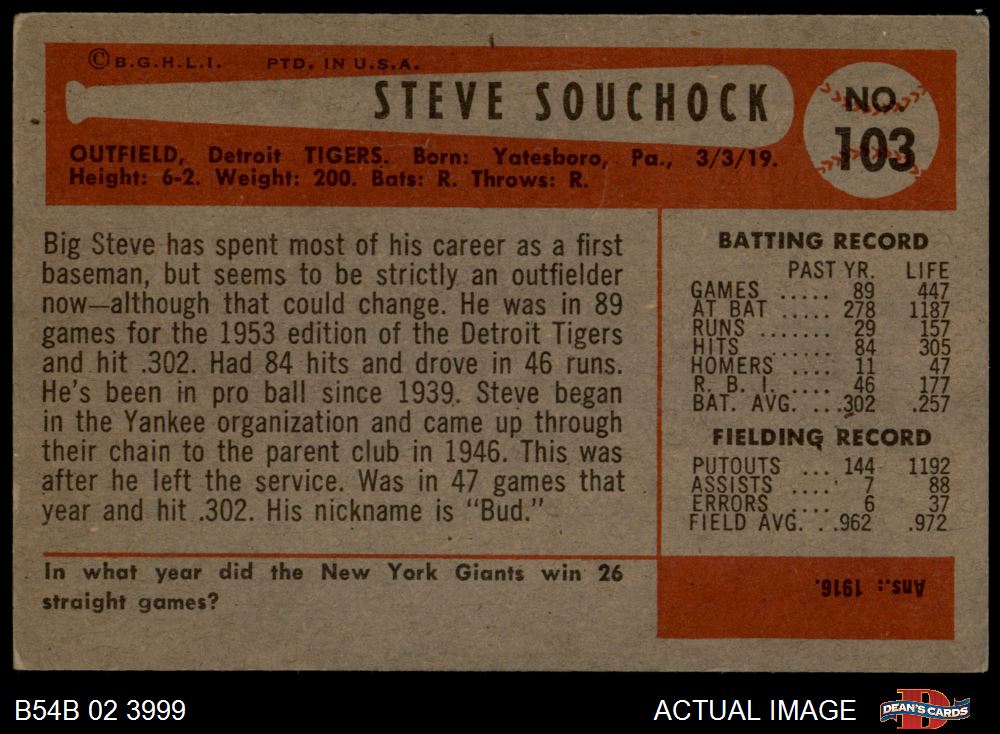 ©B.G.H.L.I. PTD. IN U.S.A.
STEVE SOUCHOCK
NO.
103
OUTFIELD, Detroit TIGERS. Born: Yatesboro, Pa., 3/3/19.
Height: 6-2. Weight: 200. Bats: R. Throws: R.
Big Steve has spent most of his career as a first
baseman, but seems to be strictly an outfielder
now—although that could change. He was in 89
games for the 1953 edition of the Detroit Tigers
and hit .302. Had 84 hits and drove in 46 runs.
He's been in pro ball since 1939. Steve began
in the Yankee organization and came up through
their chain to the parent club in 1946. This was
after he left the service. Was in 47 games that
year and hit .302. His nickname is "Bud."
BATTING RECORD
PAST YR. LIFE
GAMES ..... 89 447
AT BAT ..... 278 1187
RUNS ....... 29 157
HITS ...... 84 305
HOMERS .... 11 47
R. B. I. .... 46 177
BAT. AVG. ...302 .257
FIELDING RECORD
PUTOUTS ... 144 1192
ASSISTS .... 7 88
ERRORS .... 6 37
FIELD AVG. . .962 .972
In what year did the New York Giants win 26
straight games?
Ans.: 1916.
B54B 02 3999
ACTUAL IMAGE
D
DEAN'S CARDS